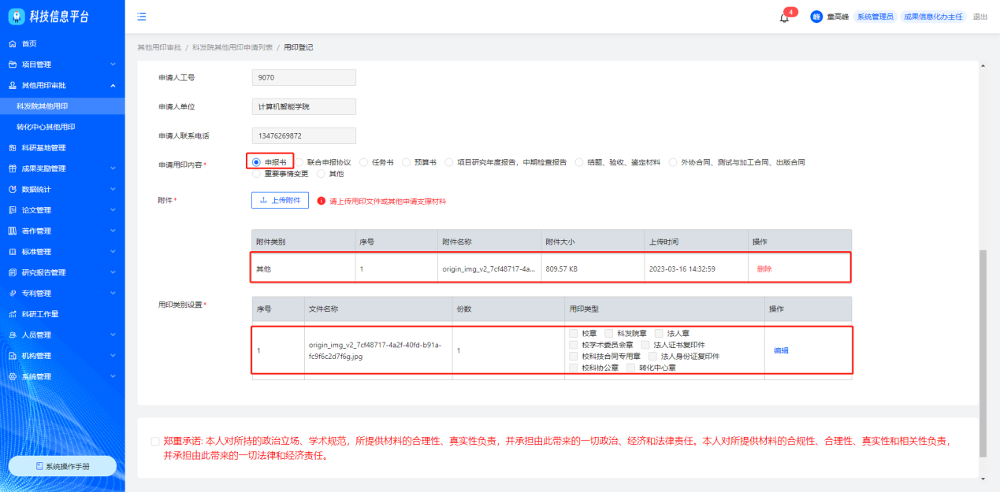 科技信息平台
4
峰 童高峰 系统管理员 成果信息化办主任 退出
首页
项目管理
其他用印审批
科发院其他用印
转化中心其他用印
科研基地管理
成果奖励管理
数据统计
论文管理
著作管理
标准管理
研究报告管理
专利管理
科研工作量
人员管理
机构管理
系统管理
系统操作手册
其他用印审批 / 科发院其他用印申请列表 / 用印登记
申请人工号 9070
申请人单位 计算机智能学院
申请人联系电话 13476269872
申请用印内容* 申报书 联合申报协议 任务书 预算书 项目研究年度报告，中期检查报告 结题、验收、鉴定材料 外协合同、测试与加工合同、出版合同
重要事情变更 其他
附件* 上传附件 请上传用印文件或其他申请支撑材料
附件类别 序号 附件名称 附件大小 上传时间 操作
其他 1 origin_img_v2_7cf48717-4a... 809.57 KB 2023-03-16 14:32:59 删除
用印类别设置*
序号 文件名称 份数 用印类型 操作
1 origin_img_v2_7cf48717-4a2f-40fd-b91a-
fc9f6c2d7f6g.jpg 1
校章 科发院章 法人章
校学术委员会章 法人证书复印件
校科技合同专用章 法人身份证复印件
校科协公章 转化中心章
编辑
郑重承诺: 本人对所持的政治立场、学术规范，所提供材料的合理性、真实性负责，并承担由此带来的一切政治、经济和法律责任。本人对所提供材料的合规性、合理性、真实性和相关性负责，
并承担由此带来的一切法律和经济责任。